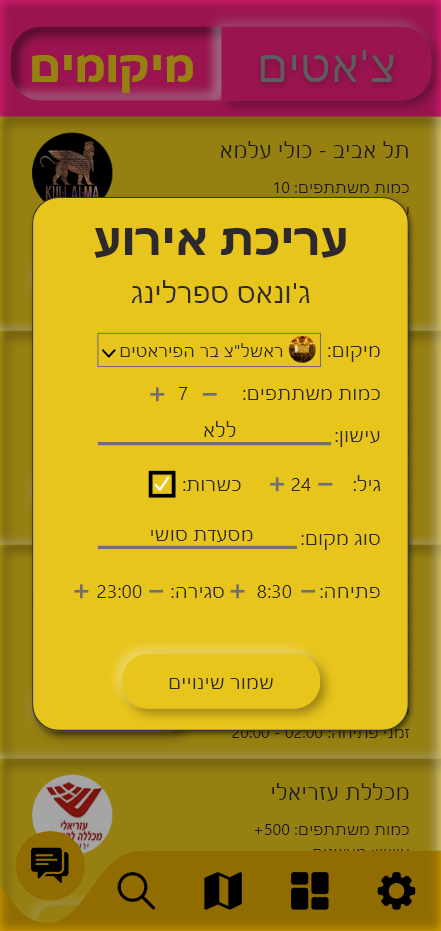 צ'אטים מיקומים
תל אביב - כולי עלמא
KULI ALMA
כמות משתתפים: 10
עריכת אירוע
ג'ונאס ספרלינג
מיקום: ראשל"צ בר הפיראטים
כמות משתתפים: − 7 +
עישון: ללא
גיל: − 24 + כשרות:
סוג מקום: מסעדת סושי
פתיחה: − 8:30 + סגירה: − 23:00 +
שמור שינויים
זמני פתיחה: 02:00 - 20:00
מכללת עזריאלי
עזריאלי
כמות משתתפים: 500+